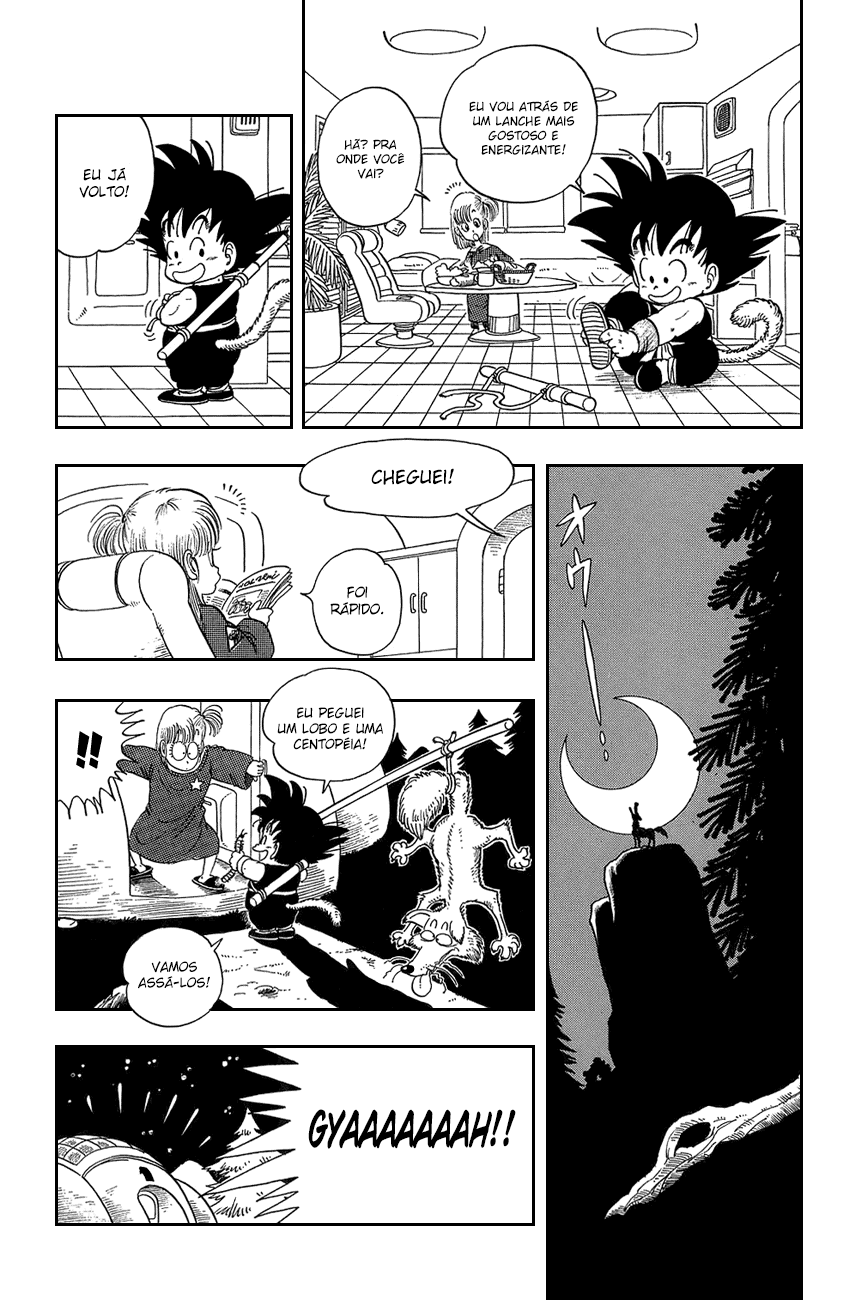 EU VOU ATRÁS DE
UM LANCHE MAIS
GOSTOSO E
ENERGIZANTE!
HÃ? PRA
ONDE VOCÊ
VAI?
EU JÁ
VOLTO!
オウー
CHEGUEI!
FOI
RÁPIDO.
EU PEGUEI
UM LOBO E UMA
CENTOPÉIA!
!!
VAMOS
ASSÁ-LOS!
GYAAAAAAAH!!